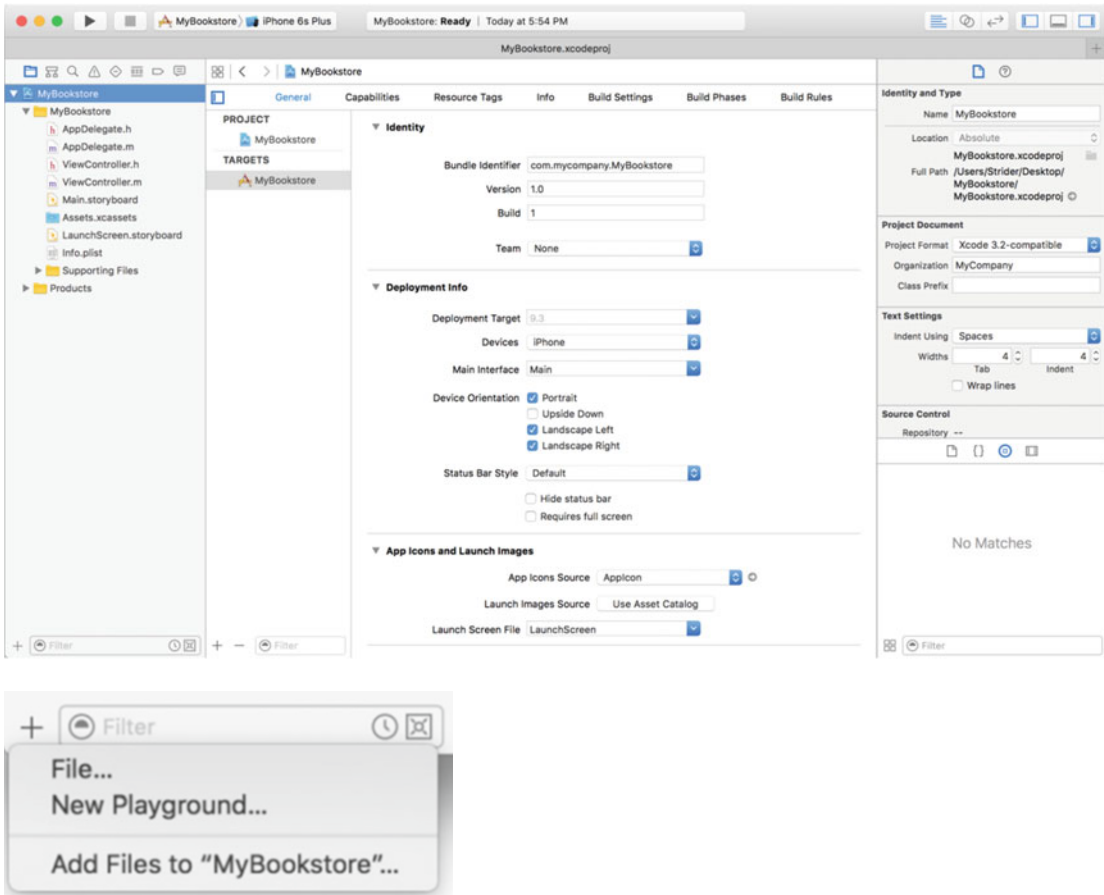 MyBookstore
iPhone 6s Plus
MyBookstore: Ready | Today at 5:54 PM
MyBookstore.xcodeproj
MyBookstore
MyBookstore
h AppDelegate.h
m AppDelegate.m
h ViewController.h
m ViewController.m
Main.storyboard
Assets.xcassets
LaunchScreen.storyboard
Info.plist
Supporting Files
Products
Filter
MyBookstore
General Capabilities Resource Tags Info Build Settings Build Phases Build Rules
PROJECT
MyBookstore
TARGETS
MyBookstore
Filter
Identity
Bundle Identifier com.mycompany.MyBookstore
Version 1.0
Build 1
Team None
Deployment Info
Deployment Target 9.3
Devices iPhone
Main Interface Main
Device Orientation Portrait
Upside Down
Landscape Left
Landscape Right
Status Bar Style Default
Hide status bar
Requires full screen
App Icons and Launch Images
App Icons Source AppIcon
Launch Images Source Use Asset Catalog
Launch Screen File LaunchScreen
Identity and Type
Name MyBookstore
Location Absolute
MyBookstore.xcodeproj
Full Path /Users/Strider/Desktop/
MyBookstore/
MyBookstore.xcodeproj
Project Document
Project Format Xcode 3.2-compatible
Organization MyCompany
Class Prefix
Text Settings
Indent Using Spaces
Widths 4 4
Tab Indent
Wrap lines
Source Control
Repository --
No Matches
Filter
Filter
File...
New Playground...
Add Files to “MyBookstore”...